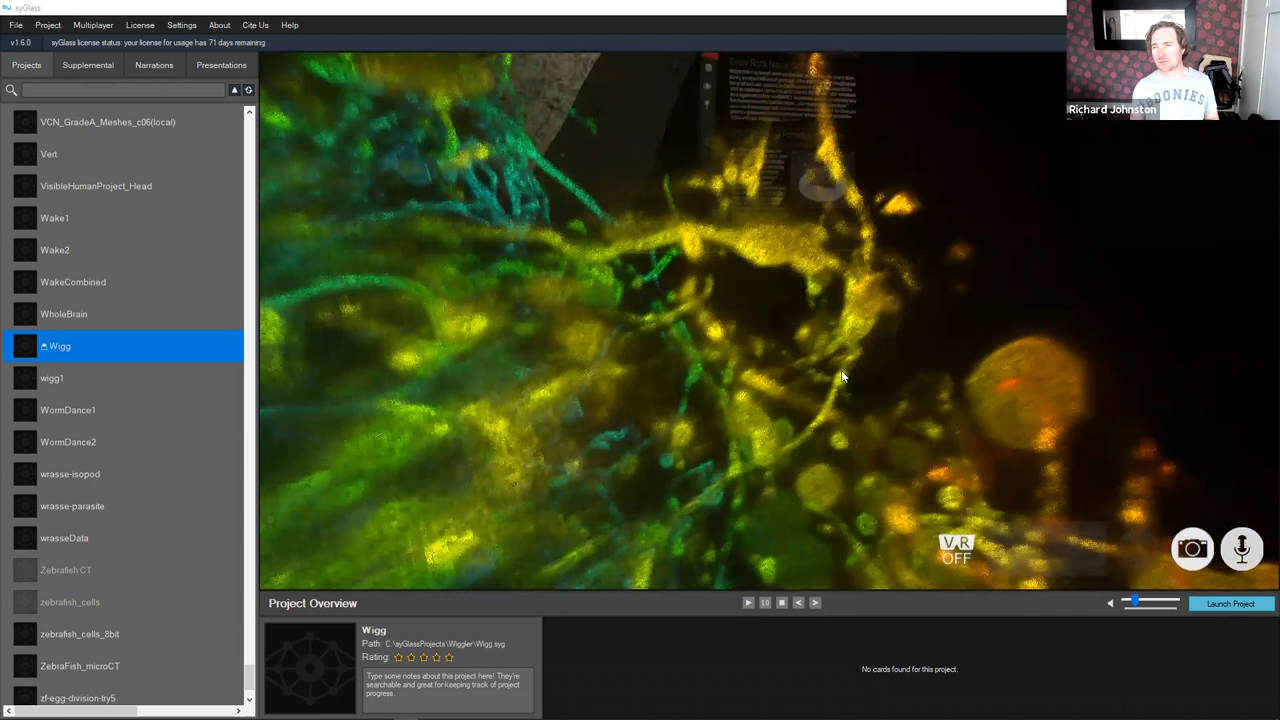 sy syGlass
File Project Multiplayer License Settings About Cite Us Help
v1.6.0 syGlass license status: your license for usage has 71 days remaining
Projects Supplemental Narrations Presentations
VCN_GradeA_Meshes_c06(local)
Vert
VisibleHumanProject_Head
Wake1
Wake2
WakeCombined
WholeBrain
Wigg
wigg1
WormDance1
WormDance2
wrasse-isopod
wrasse-parasite
wrasseData
Zebrafish CT
zebrafish_cells
zebrafish_cells_8bit
ZebraFish_microCT
zf-egg-division-try5
Richard Johnston
GOONIES
VR
OFF
Project Overview
1.0
Launch Project
Wigg
Path: C:\syGlassProjects\Wiggler\Wigg.syg
Rating:
Type some notes about this project here! They're
searchable and great for keeping track of project
progress.
No cards found for this project.